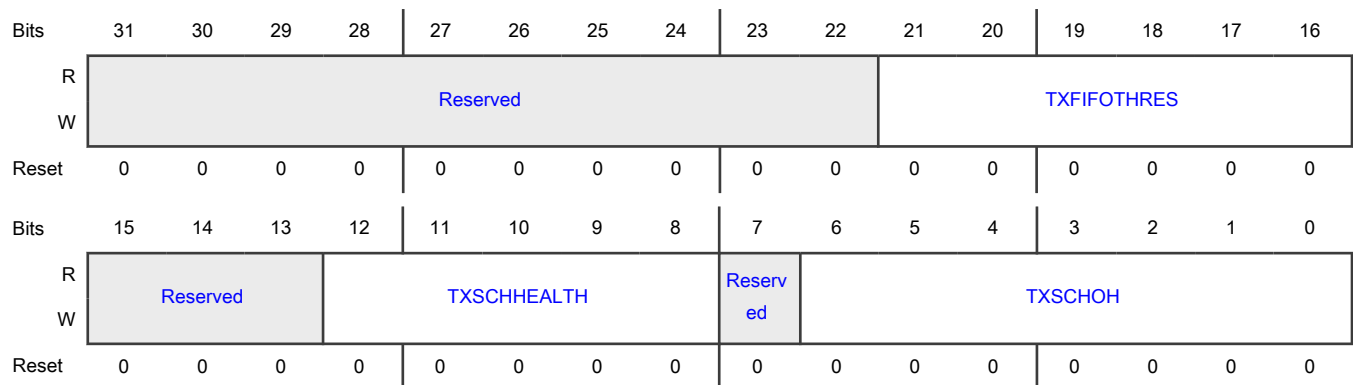 Bits 31 30 29 28 27 26 25 24 23 22 21 20 19 18 17 16
R
Reserved TXFIFOTHRES
W
Reset 0 0 0 0 0 0 0 0 0 0 0 0 0 0 0 0
Bits 15 14 13 12 11 10 9 8 7 6 5 4 3 2 1 0
R
Reserved TXSCHHEALTH Reserv
ed TXSCHOH
W
Reset 0 0 0 0 0 0 0 0 0 0 0 0 0 0 0 0